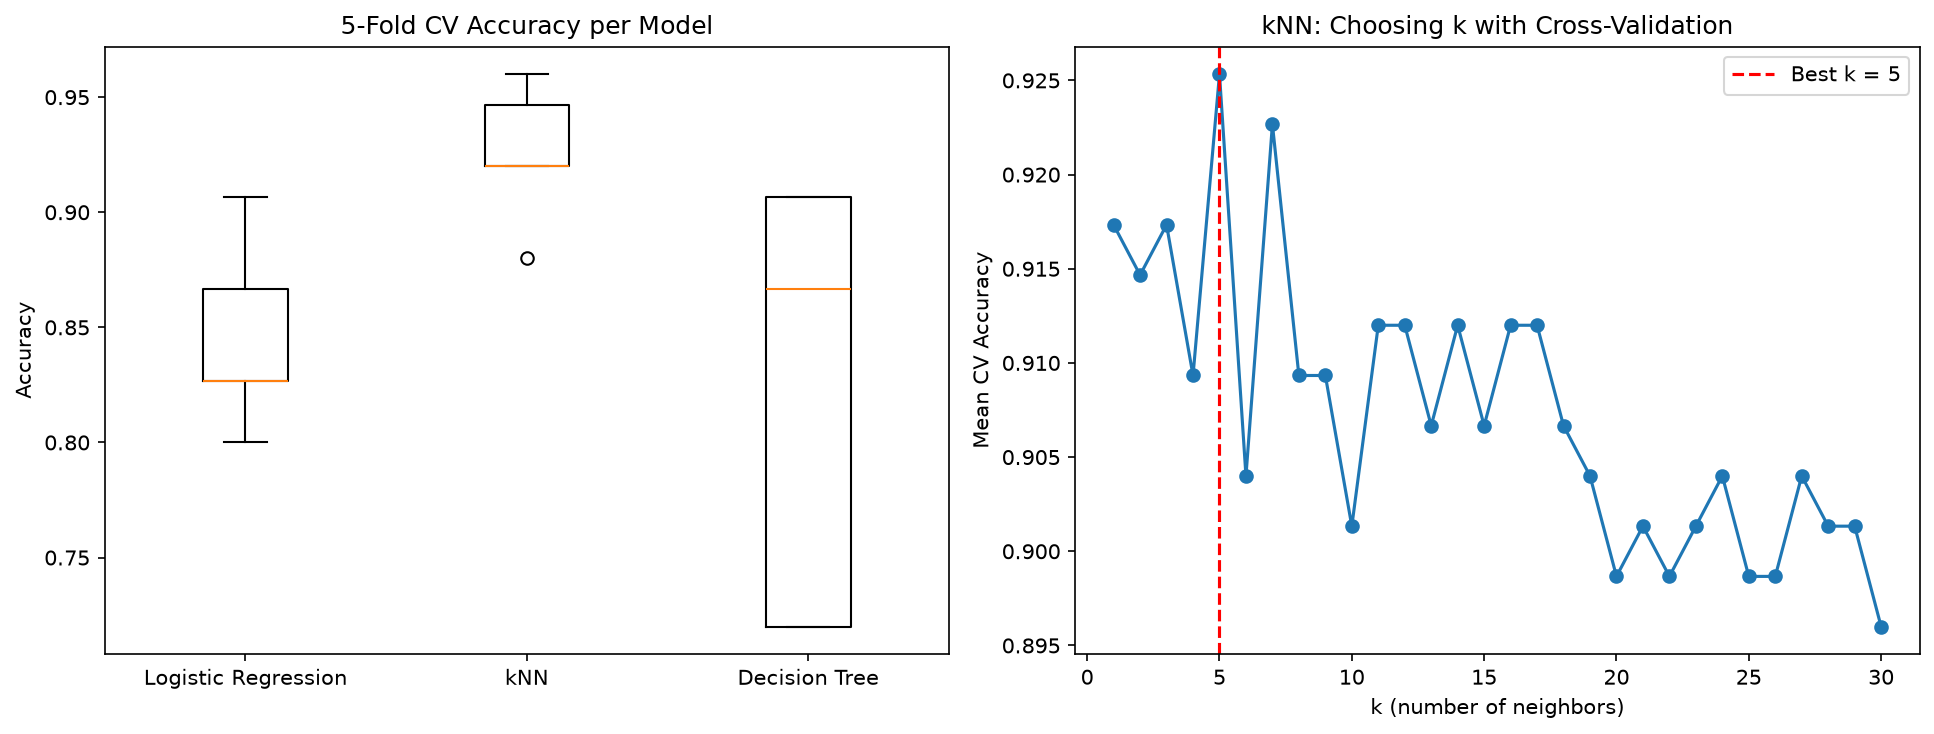 5-Fold CV Accuracy per Model
Accuracy
0.95
0.90
0.85
0.80
0.75
Logistic Regression
kNN
Decision Tree
kNN: Choosing k with Cross-Validation
Best k = 5
Mean CV Accuracy
0.925
0.920
0.915
0.910
0.905
0.900
0.895
0
5
10
15
20
25
30
k (number of neighbors)